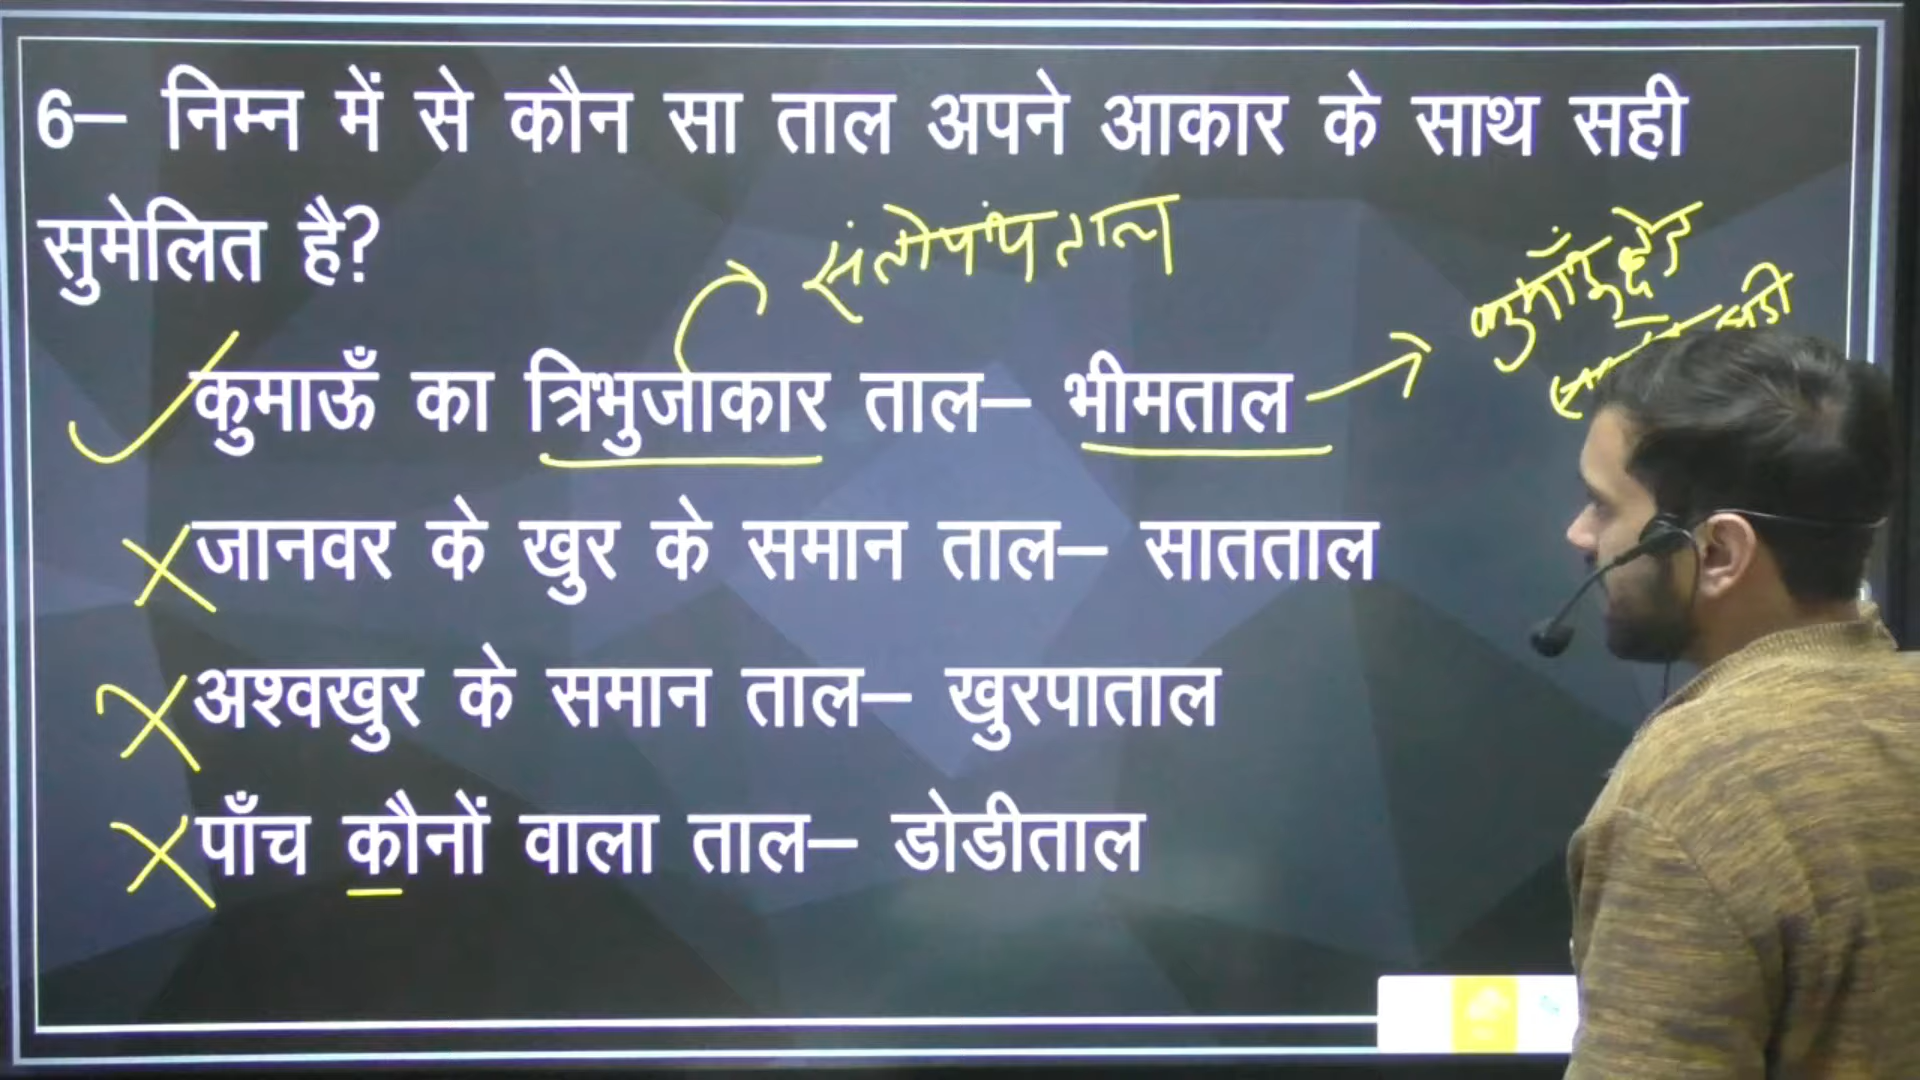 6– निम्न में से कौन सा ताल अपने आकार के साथ सही
सुमेलित है?
संतोपंप ताल
कुमाऊँ क्षेत्र
कुमाऊँ का त्रिभुजाकार ताल– भीमताल
जानवर के खुर के समान ताल– सातताल
अश्वखुर के समान ताल– खुरपाताल
पाँच कौनों वाला ताल– डोडीताल